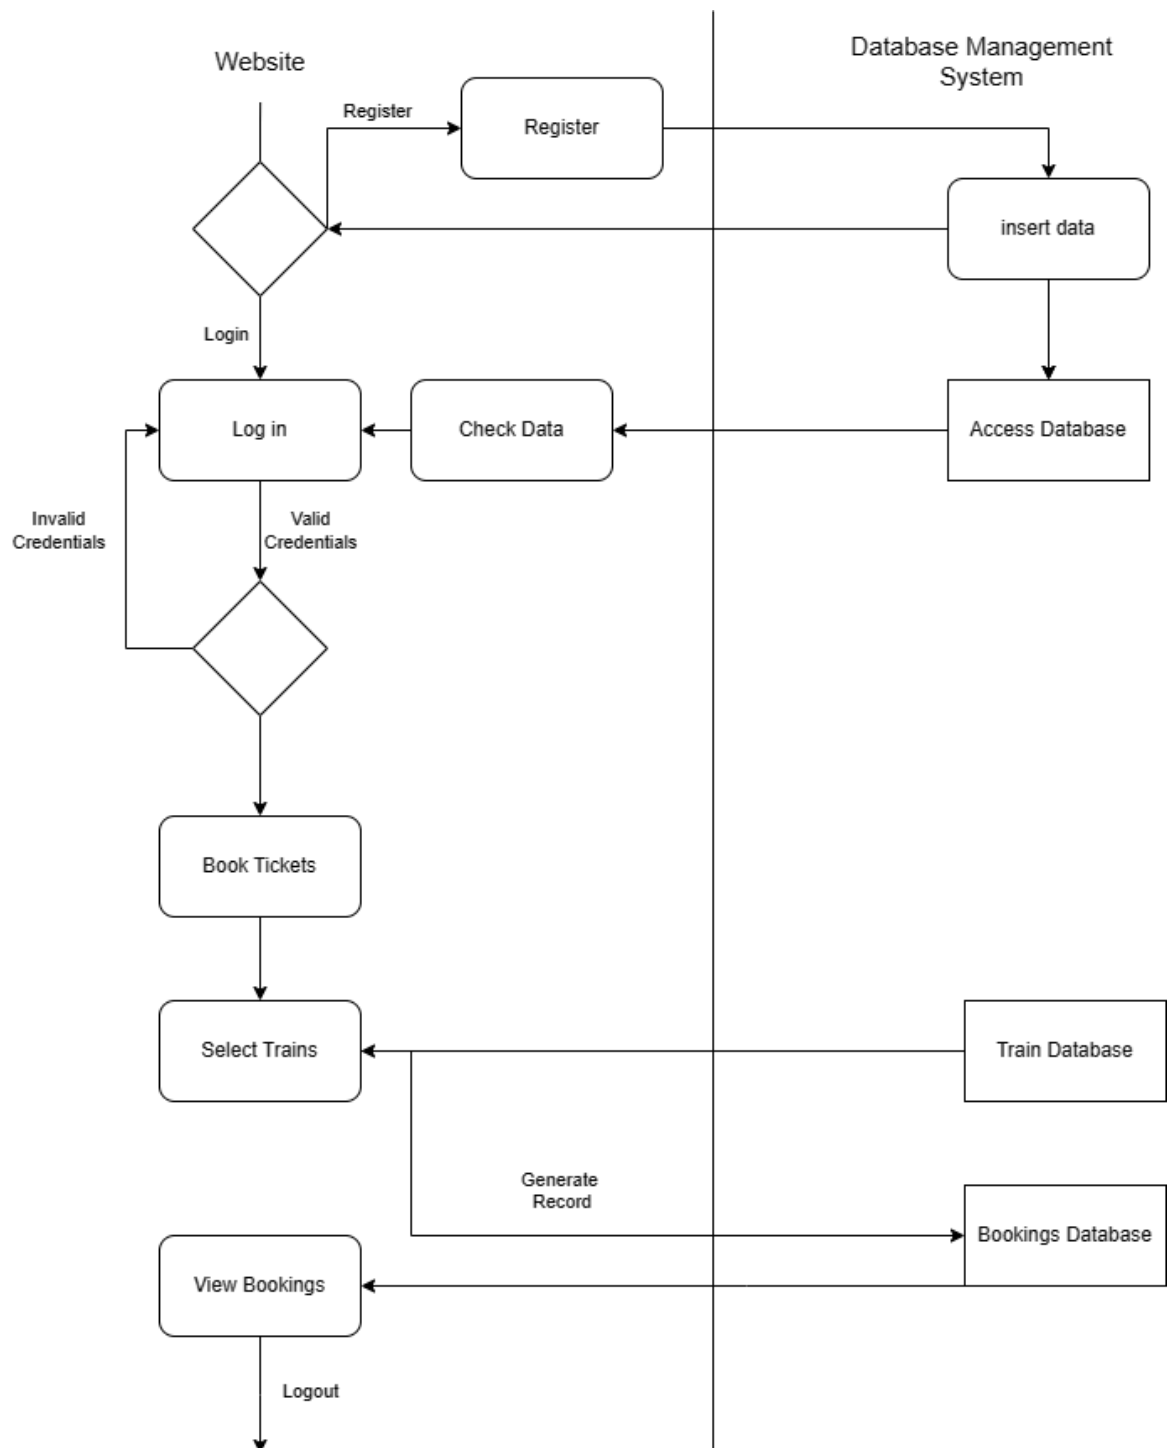 Website
Database Management
System
Register
Register
insert data
Login
Log in
Check Data
Access Database
Invalid
Credentials
Valid
Credentials
Book Tickets
Select Trains
Train Database
Generate
Record
Bookings Database
View Bookings
Logout